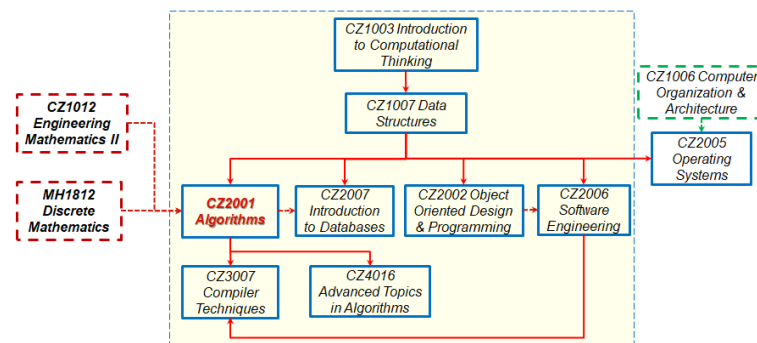 CZ1003 Introduction
to Computational
Thinking
CZ1006 Computer
Organization &
Architecture
CZ1012
Engineering
Mathematics II
CZ1007 Data
Structures
CZ2005
Operating
Systems
MH1812
Discrete
Mathematics
CZ2001
Algorithms
CZ2007
Introduction
to Databases
CZ2002 Object
Oriented Design
& Programming
CZ2006
Software
Engineering
CZ3007
Compiler
Techniques
CZ4016
Advanced Topics
in Algorithms